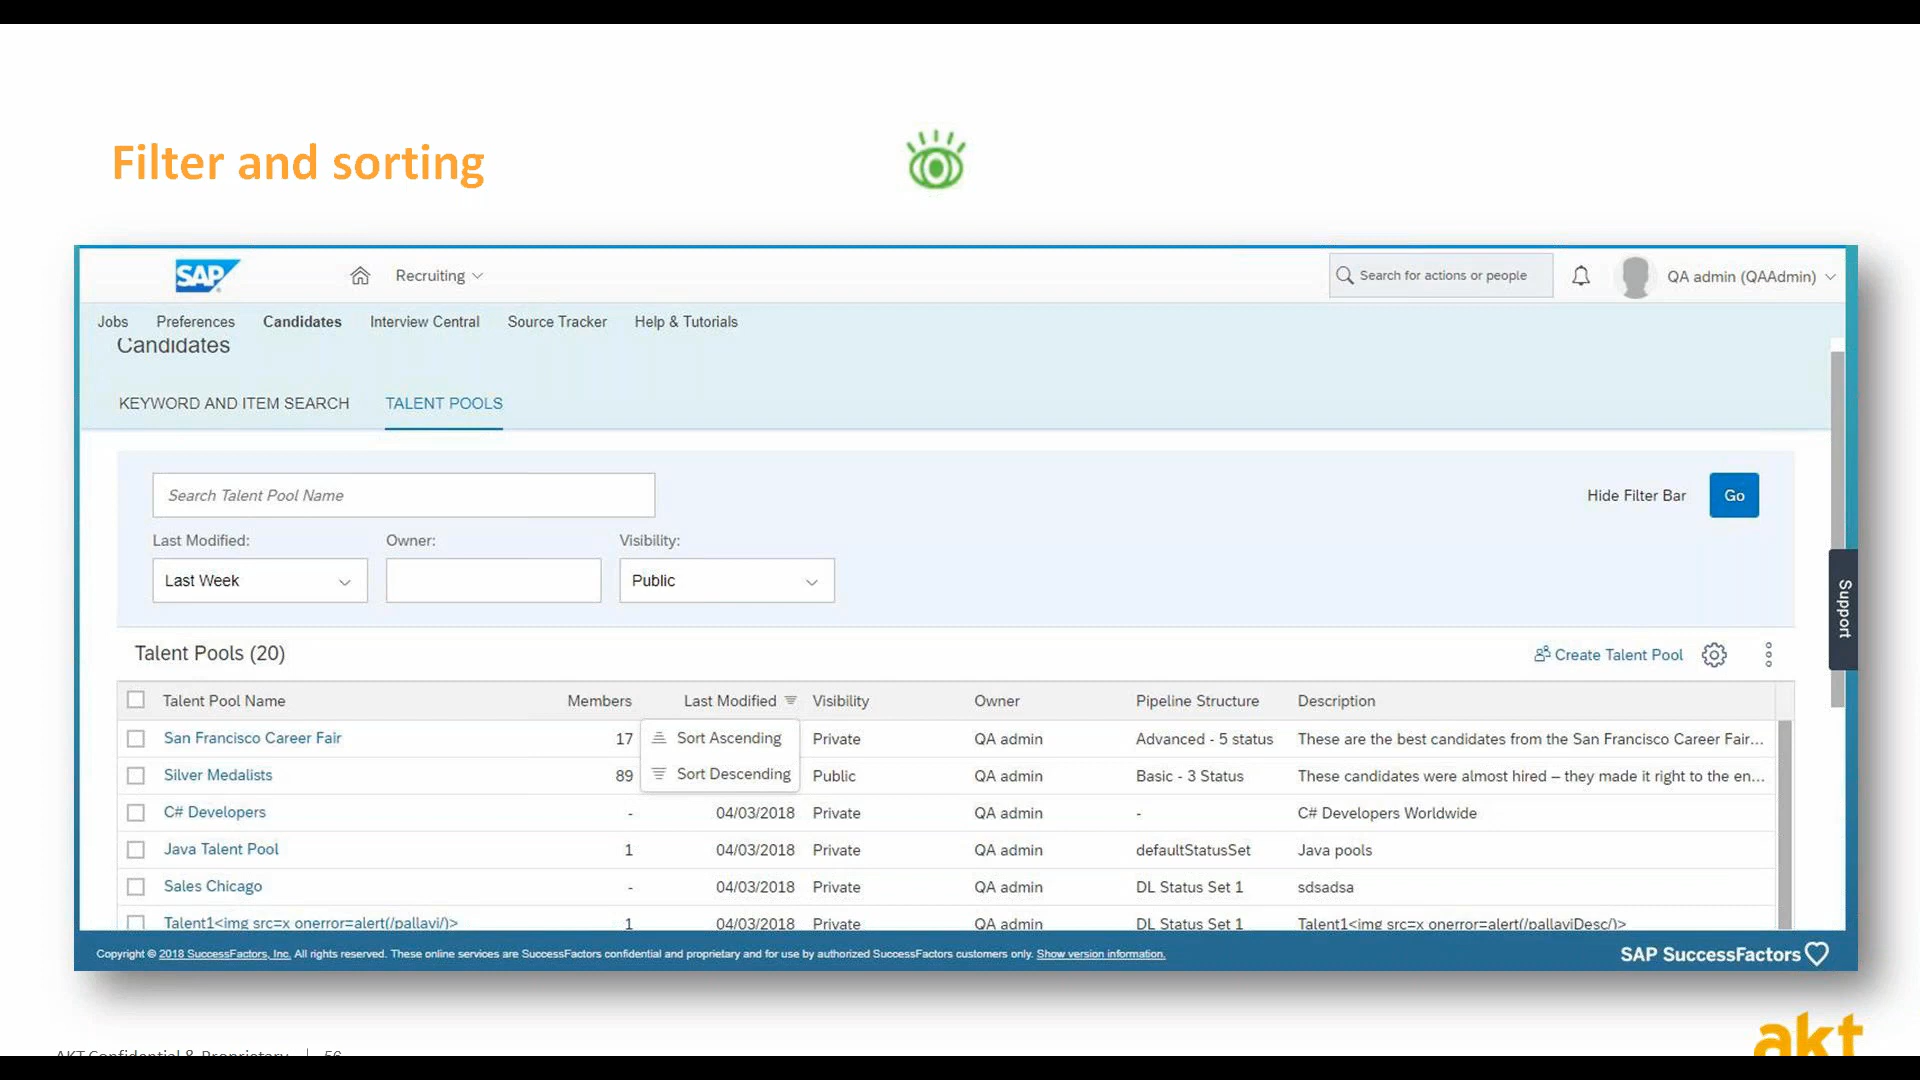 Filter and sorting
SAP
Recruiting
Search for actions or people
QA admin (QAAdmin)
Jobs Preferences Candidates Interview Central Source Tracker Help & Tutorials
Candidates
KEYWORD AND ITEM SEARCH TALENT POOLS
Search Talent Pool Name
Hide Filter Bar Go
Last Modified: Owner: Visibility:
Last Week Public
Support
Talent Pools (20)
Create Talent Pool
Talent Pool Name Members Last Modified Visibility Owner Pipeline Structure Description
San Francisco Career Fair 17 Sort Ascending Private QA admin Advanced - 5 status These are the best candidates from the San Francisco Career Fair...
Silver Medalists 89 Sort Descending Public QA admin Basic - 3 Status These candidates were almost hired – they made it right to the en...
C# Developers - 04/03/2018 Private QA admin - C# Developers Worldwide
Java Talent Pool 1 04/03/2018 Private QA admin defaultStatusSet Java pools
Sales Chicago - 04/03/2018 Private QA admin DL Status Set 1 sdsadsa
Talent1<img src=x onerror=alert(/pallavi/)> 1 04/03/2018 Private QA admin DL Status Set 1 Talent1<img src=x onerror=alert(/pallaviDesc/)>
Copyright © 2018 SuccessFactors, Inc. All rights reserved. These online services are SuccessFactors confidential and proprietary and for use by authorized SuccessFactors customers only. Show version information.
SAP SuccessFactors
akt
AKT Confidential & Proprietary | 56